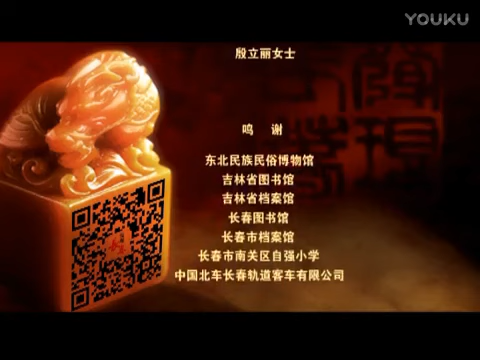 YOUKU
殷立丽女士
鸣 谢
东北民族民俗博物馆
吉林省图书馆
吉林省档案馆
长春图书馆
长春市档案馆
长春市南关区自强小学
中国北车长春轨道客车有限公司